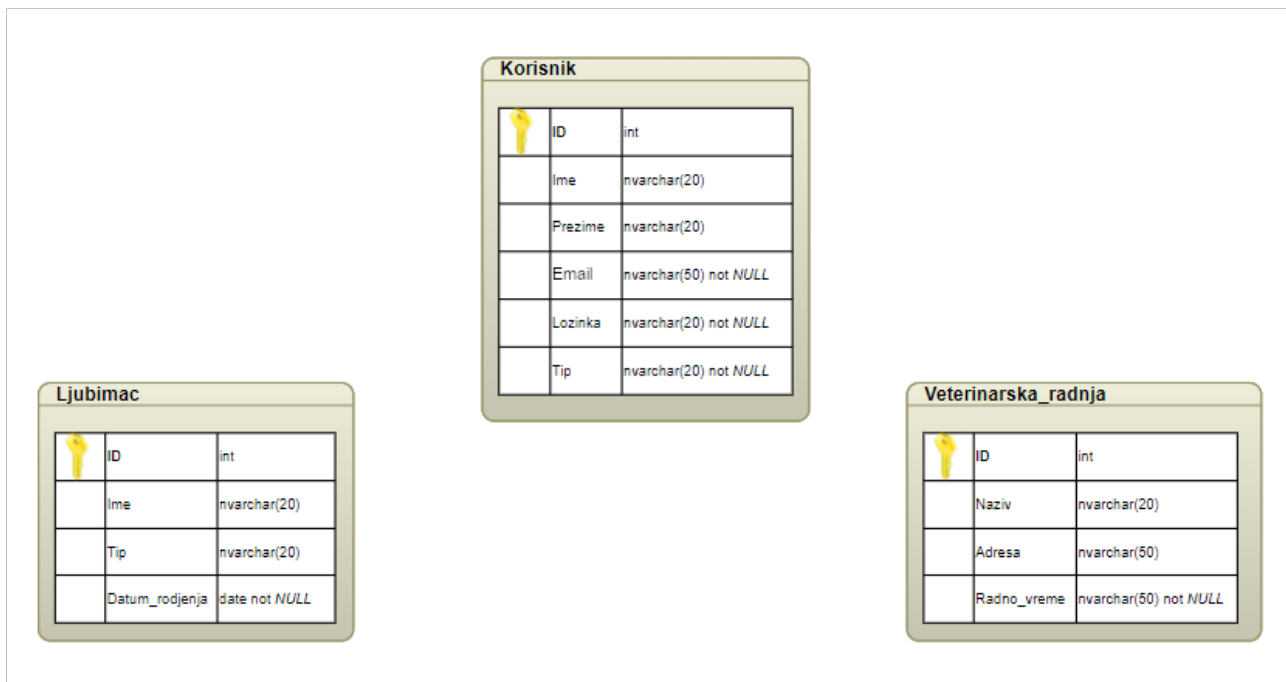 Korisnik
ID int
Ime nvarchar(20)
Prezime nvarchar(20)
Email nvarchar(50) not NULL
Lozinka nvarchar(20) not NULL
Tip nvarchar(20) not NULL
Ljubimac
ID int
Ime nvarchar(20)
Tip nvarchar(20)
Datum_rodjenja date not NULL
Veterinarska_radnja
ID int
Naziv nvarchar(20)
Adresa nvarchar(50)
Radno_vreme nvarchar(50) not NULL